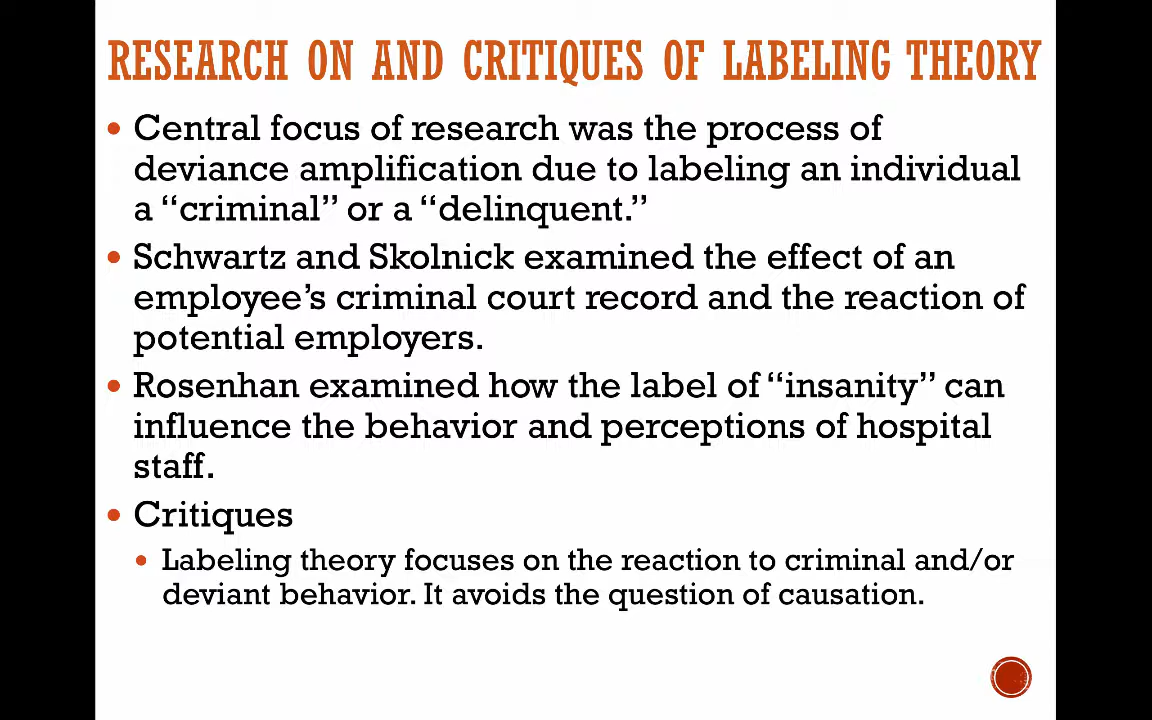 RESEARCH ON AND CRITIQUES OF LABELING THEORY
• Central focus of research was the process of
deviance amplification due to labeling an individual
a “criminal” or a “delinquent.”
• Schwartz and Skolnick examined the effect of an
employee’s criminal court record and the reaction of
potential employers.
• Rosenhan examined how the label of “insanity” can
influence the behavior and perceptions of hospital
staff.
• Critiques
• Labeling theory focuses on the reaction to criminal and/or
deviant behavior. It avoids the question of causation.